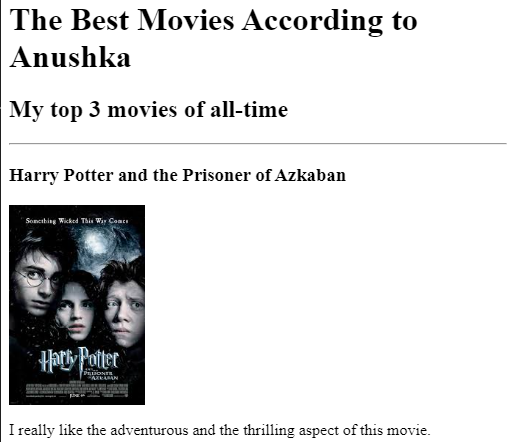 The Best Movies According to
Anushka
My top 3 movies of all-time
Harry Potter and the Prisoner of Azkaban
Something Wicked This Way Comes
Harry Potter
AND THE
PRISONER
OF AZKABAN
JUNE 4
I really like the adventurous and the thrilling aspect of this movie.